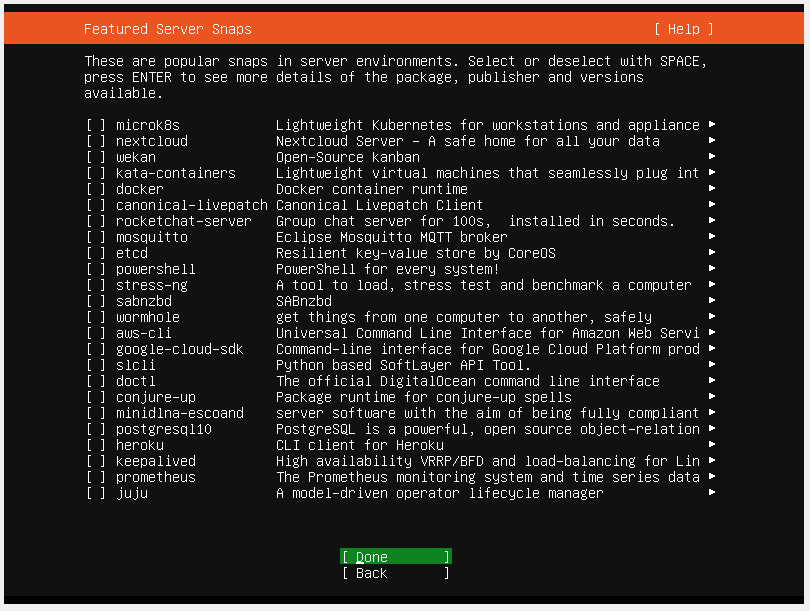 Featured Server Snaps [ Help ]
These are popular snaps in server environments. Select or deselect with SPACE,
press ENTER to see more details of the package, publisher and versions
available.
[ ] microk8s Lightweight Kubernetes for workstations and appliance ►
[ ] nextcloud Nextcloud Server - A safe home for all your data ►
[ ] wekan Open-Source kanban ►
[ ] kata-containers Lightweight virtual machines that seamlessly plug int ►
[ ] docker Docker container runtime ►
[ ] canonical-livepatch Canonical Livepatch Client ►
[ ] rocketchat-server Group chat server for 100s, installed in seconds. ►
[ ] mosquitto Eclipse Mosquitto MQTT broker ►
[ ] etcd Resilient key-value store by CoreOS ►
[ ] powershell PowerShell for every system! ►
[ ] stress-ng A tool to load, stress test and benchmark a computer ►
[ ] sabnzbd SABnzbd ►
[ ] wormhole get things from one computer to another, safely ►
[ ] aws-cli Universal Command Line Interface for Amazon Web Servi ►
[ ] google-cloud-sdk Command-line interface for Google Cloud Platform prod ►
[ ] slcli Python based SoftLayer API Tool. ►
[ ] doctl The official DigitalOcean command line interface ►
[ ] conjure-up Package runtime for conjure-up spells ►
[ ] minidlna-escoand server software with the aim of being fully compliant ►
[ ] postgresql10 PostgreSQL is a powerful, open source object-relation ►
[ ] heroku CLI client for Heroku ►
[ ] keepalived High availability VRRP/BFD and load-balancing for Lin ►
[ ] prometheus The Prometheus monitoring system and time series data ►
[ ] juju A model-driven operator lifecycle manager ►
[ Done ]
[ Back ]